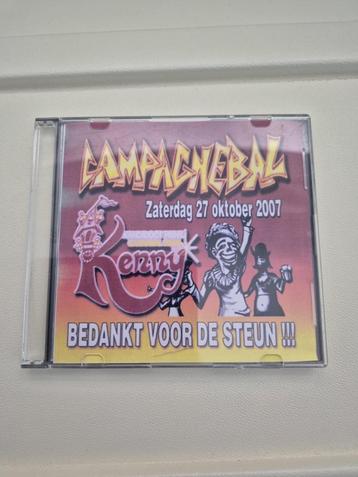 CAMPAGNEBAL
Zaterdag 27 oktober 2007
Kenny
BEDANKT VOOR DE STEUN !!!